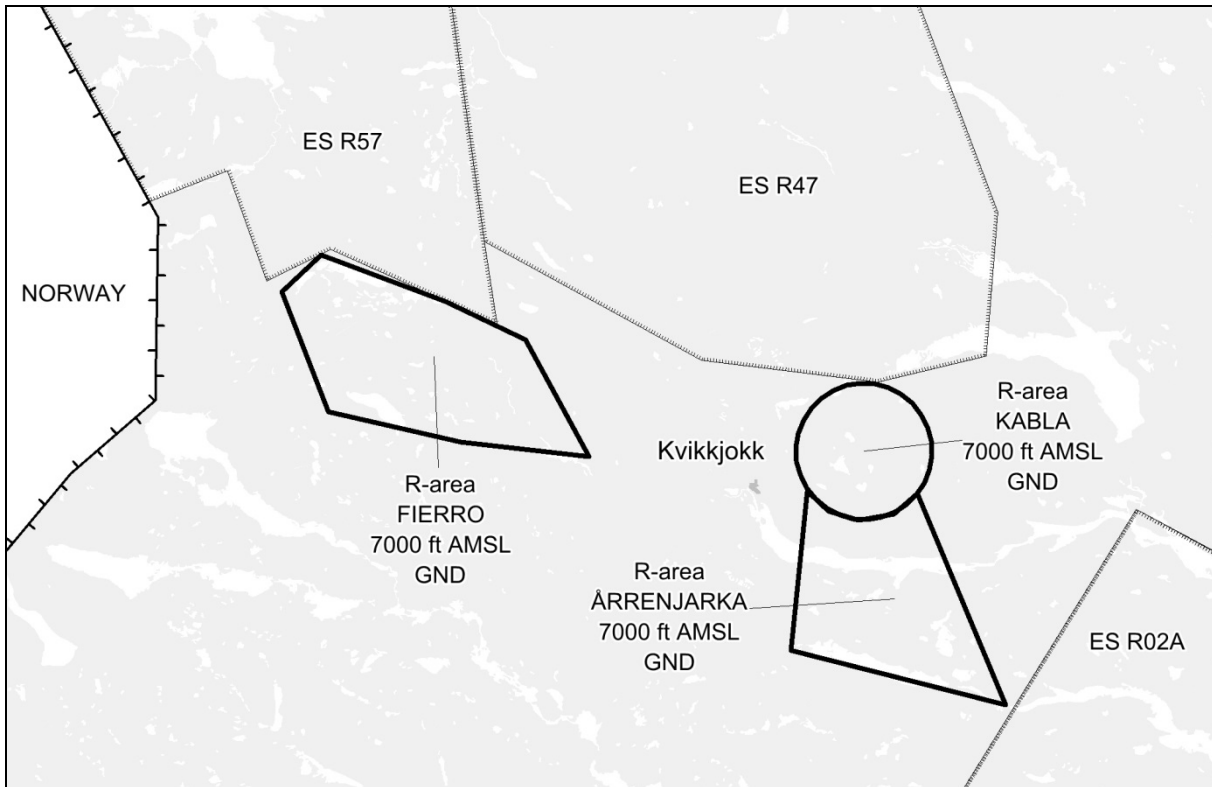 ES R57
ES R47
NORWAY
R-area
KABLA
7000 ft AMSL
GND
Kvikkjokk
R-area
FIERRO
7000 ft AMSL
GND
R-area
ÅRRENJARKA
7000 ft AMSL
GND
ES R02A